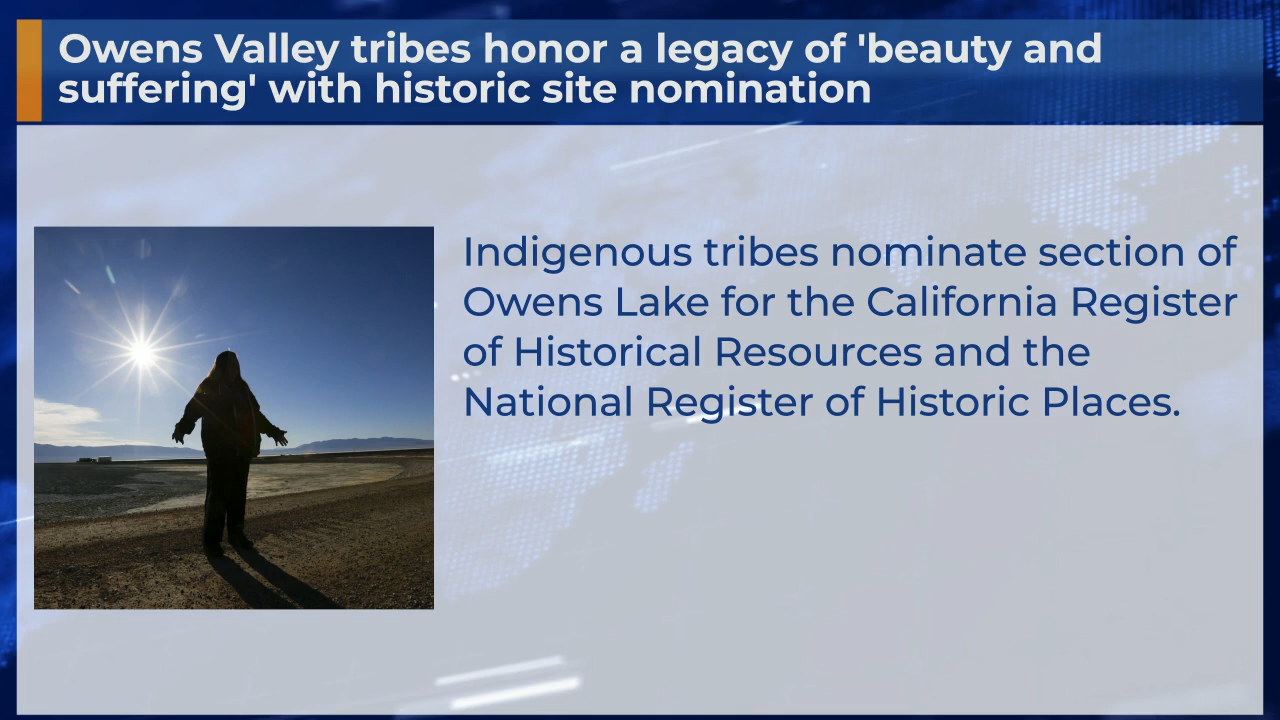 Owens Valley tribes honor a legacy of 'beauty and
suffering' with historic site nomination
Indigenous tribes nominate section of
Owens Lake for the California Register
of Historical Resources and the
National Register of Historic Places.